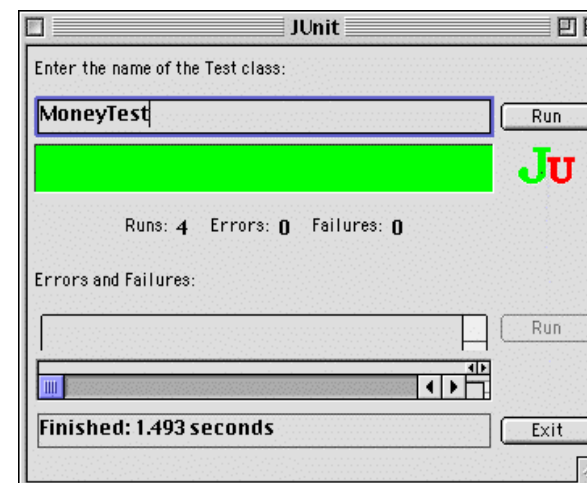 JUnit
Enter the name of the Test class:
MoneyTest
Run
JU
Runs: 4 Errors: 0 Failures: 0
Errors and Failures:
Run
Finished: 1.493 seconds
Exit